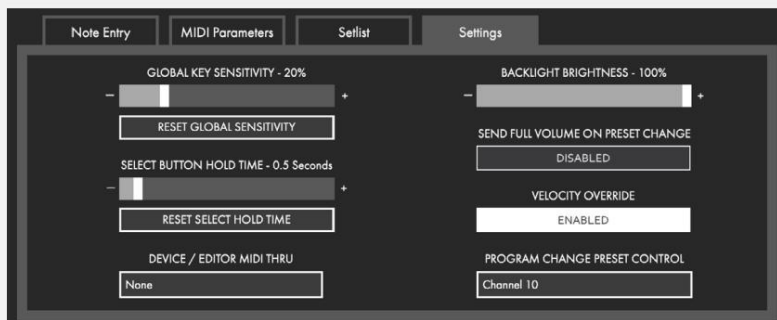 Note Entry
MIDI Parameters
Setlist
Settings
GLOBAL KEY SENSITIVITY - 20%
- +
RESET GLOBAL SENSITIVITY
SELECT BUTTON HOLD TIME - 0.5 Seconds
- +
RESET SELECT HOLD TIME
DEVICE / EDITOR MIDI THRU
None
BACKLIGHT BRIGHTNESS - 100%
- +
SEND FULL VOLUME ON PRESET CHANGE
DISABLED
VELOCITY OVERRIDE
ENABLED
PROGRAM CHANGE PRESET CONTROL
Channel 10